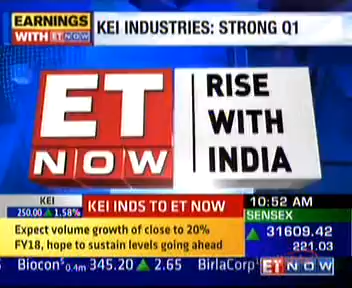 EARNINGS
WITH ET NOW
KEI INDUSTRIES: STRONG Q1
ET
NOW
RISE
WITH
INDIA
KEI
250.00 ▲ 1.58%
KEI INDS TO ET NOW
10:52 AM
SENSEX
▲ 31609.42
221.03
Expect volume growth of close to 20%
FY18, hope to sustain levels going ahead
Biocon 0.4m 345.20 ▲ 2.65 BirlaCorp
ET NOW